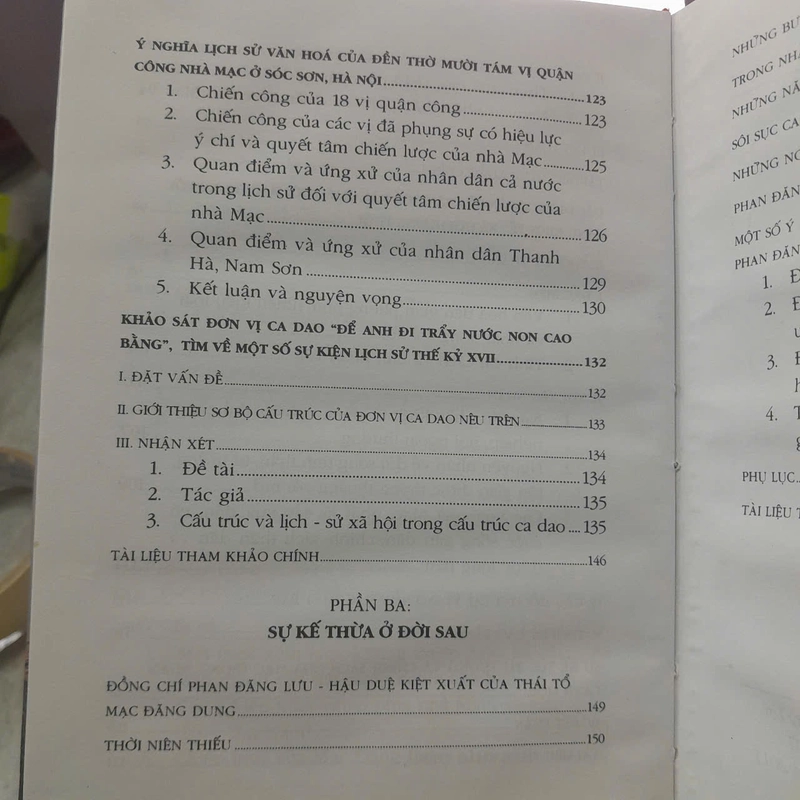 Ý NGHĨA LỊCH SỬ VĂN HOÁ CỦA ĐỀN THỜ MƯỜI TÁM VỊ QUẬN
CÔNG NHÀ MẠC Ở SÓC SƠN, HÀ NỘI........................................123
1. Chiến công của 18 vị quận công....................123
2. Chiến công của các vị đã phụng sự có hiệu lực
ý chí và quyết tâm chiến lược của nhà Mạc...........125
3. Quan điểm và ứng xử của nhân dân cả nước
trong lịch sử đối với quyết tâm chiến lược của
nhà Mạc........................................................126
4. Quan điểm và ứng xử của nhân dân Thanh
Hà, Nam Sơn................................................129
5. Kết luận và nguyện vọng..............................130
KHẢO SÁT ĐƠN VỊ CA DAO "ĐỂ ANH ĐI TRẨY NƯỚC NON CAO
BẰNG", TÌM VỀ MỘT SỐ SỰ KIỆN LỊCH SỬ THẾ KỶ XVII....................132
I. ĐẶT VẤN ĐỀ................................................................132
II. GIỚI THIỆU SƠ BỘ CẤU TRÚC CỦA ĐƠN VỊ CA DAO NÊU TRÊN............133
III. NHẬN XÉT................................................................134
1. Đề tài..........................................................134
2. Tác giả........................................................135
3. Cấu trúc và lịch - sử xã hội trong cấu trúc ca dao....135
TÀI LIỆU THAM KHẢO CHÍNH................................................146
PHẦN BA:
SỰ KẾ THỪA Ở ĐỜI SAU
ĐỒNG CHÍ PHAN ĐĂNG LƯU - HẬU DUỆ KIỆT XUẤT CỦA THÁI TỔ
MẠC ĐĂNG DUNG............................................................149
THỜI NIÊN THIẾU............................................................150
NHỮNG
TRONG
NHỮNG
SÔI SỤC
NHỮNG
PHAN ĐĂN
MỘT SỐ Ý
PHAN ĐĂN
1.
2.
3.
4.
PHỤ LỤC..
TÀI LIỆU